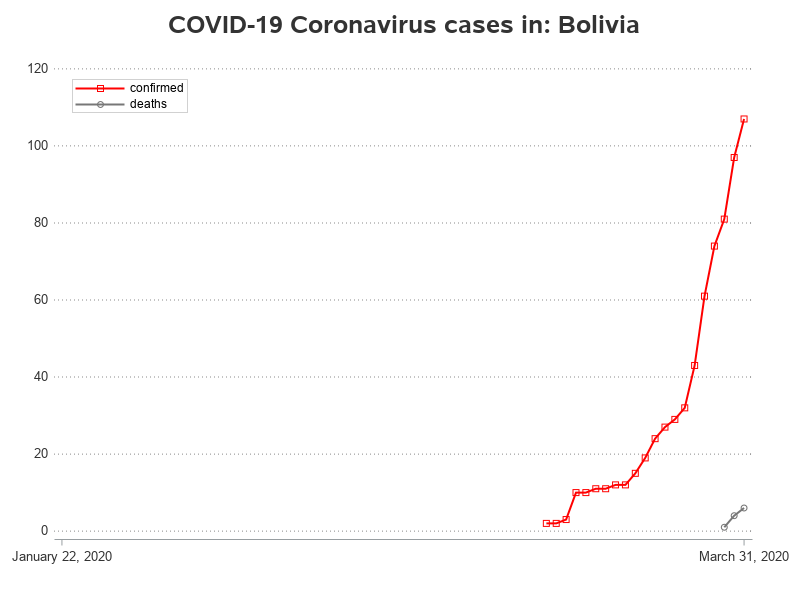 COVID-19 Coronavirus cases in: Bolivia
120
confirmed
deaths
100
80
60
40
20
0
January 22, 2020
March 31, 2020